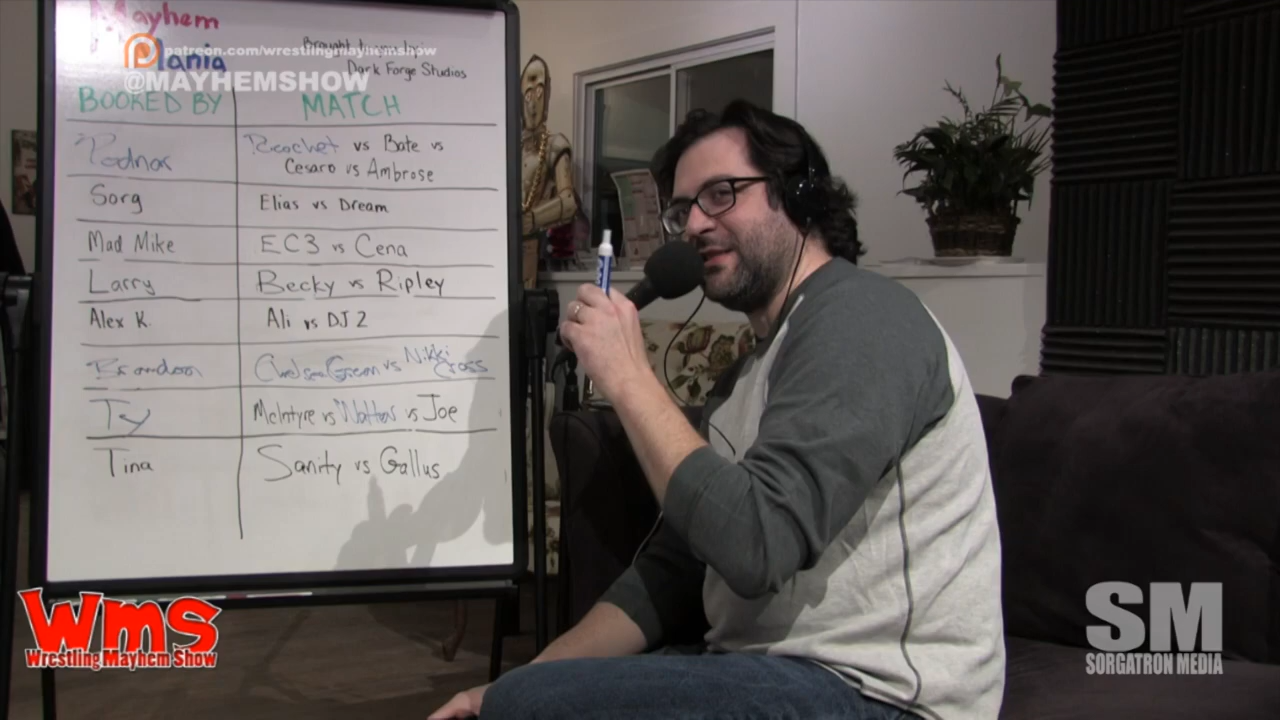 Mayhem
Mania
patreon.com/wrestlingmayhemshow
@MAYHEMSHOW
Brought to you by:
Dark Forge Studios
BOOKED BY MATCH
Podnar Ricochet vs Bate vs
Cesaro vs Ambrose
Sorg Elias vs Dream
Mad Mike EC3 vs Cena
Larry Becky vs Ripley
Alex K. Ali vs DJZ
Brandon Chelsea Green vs Nikki
Cross
Ty McIntyre vs vs Joe
Tina Sanity vs Gallus
WMS
Wrestling Mayhem Show
SM
SORGATRON MEDIA